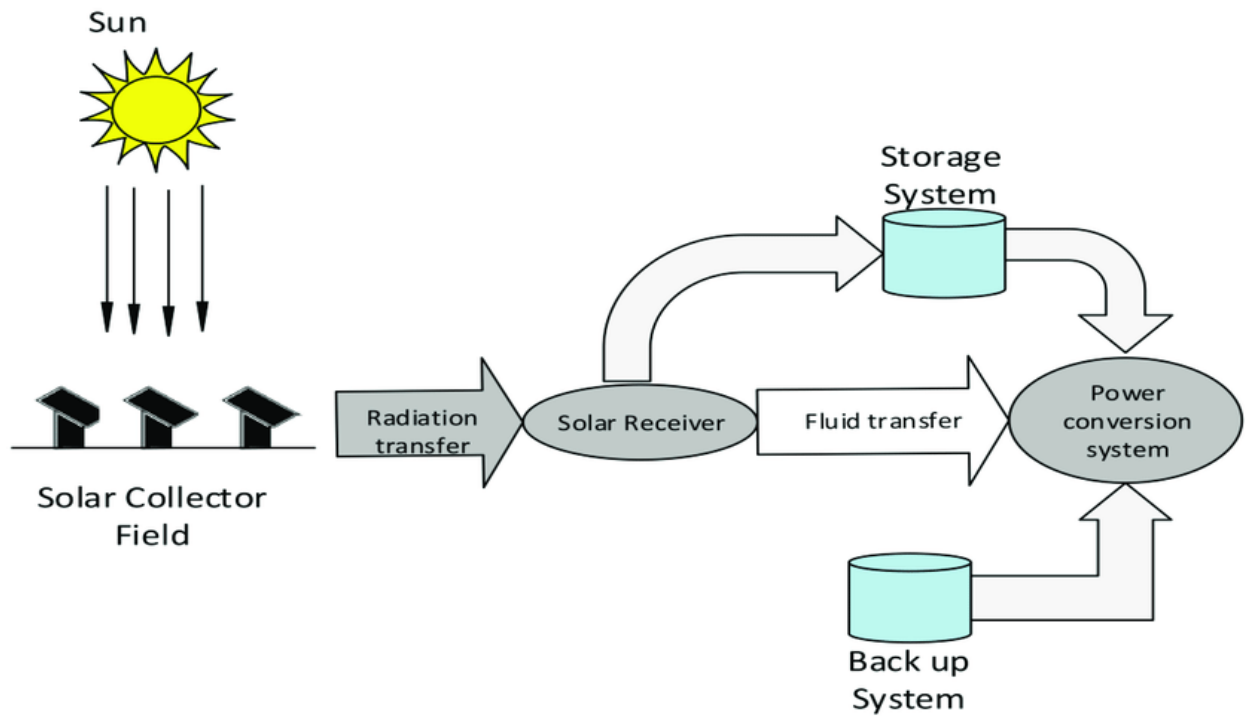 Sun
Storage
System
Radiation
transfer
Solar Receiver
Fluid transfer
Power
conversion
system
Solar Collector
Field
Back up
System